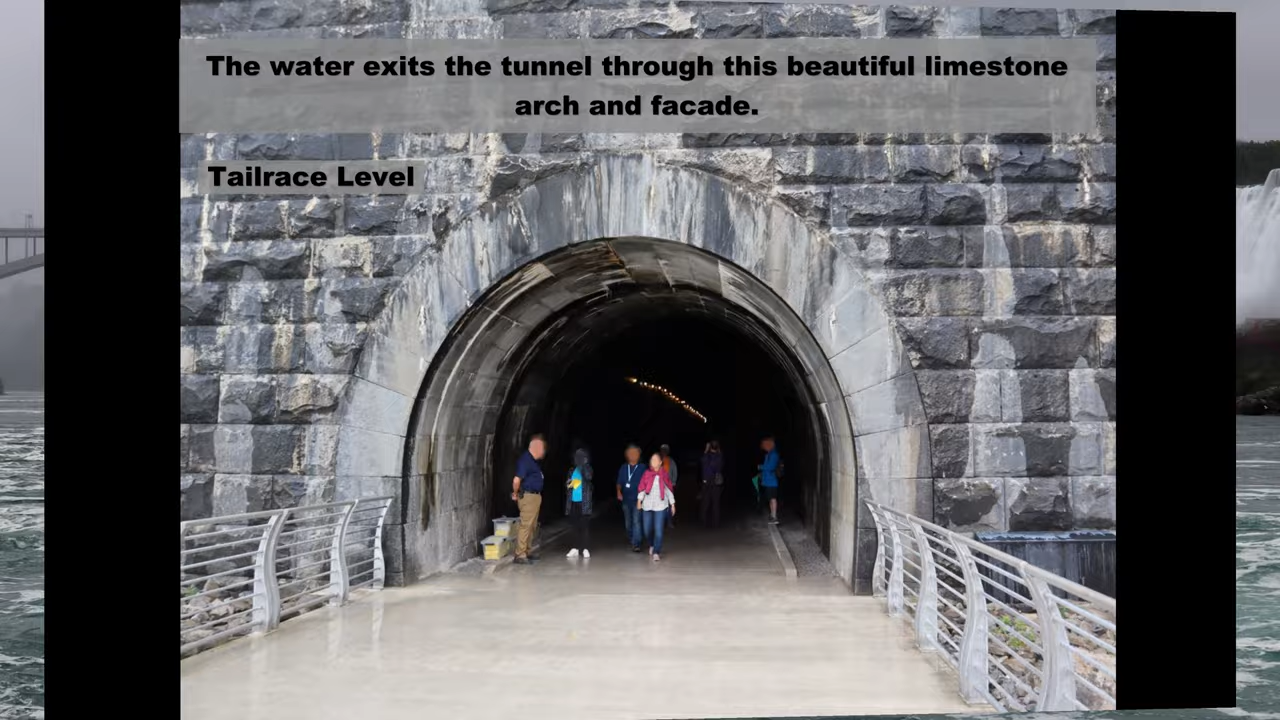 The water exits the tunnel through this beautiful limestone
arch and facade.
Tailrace Level